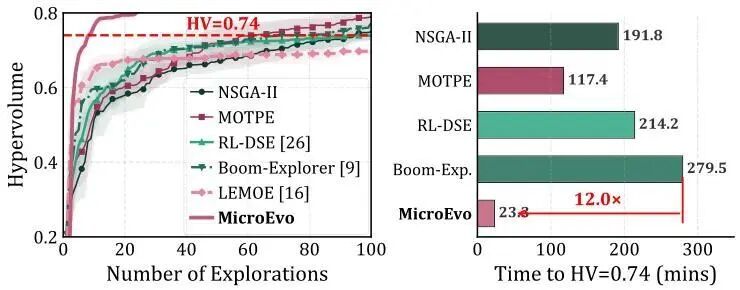 HV=0.74
Hypervolume
0.8
0.6
0.4
0.2
NSGA-II
MOTPE
RL-DSE [26]
Boom-Explorer [9]
LEMOE [16]
MicroEvo
0 20 40 60 80 100
Number of Explorations
NSGA-II 191.8
MOTPE 117.4
RL-DSE 214.2
Boom-Exp. 279.5
MicroEvo 23.3 12.0×
0 100 200 300
Time to HV=0.74 (mins)